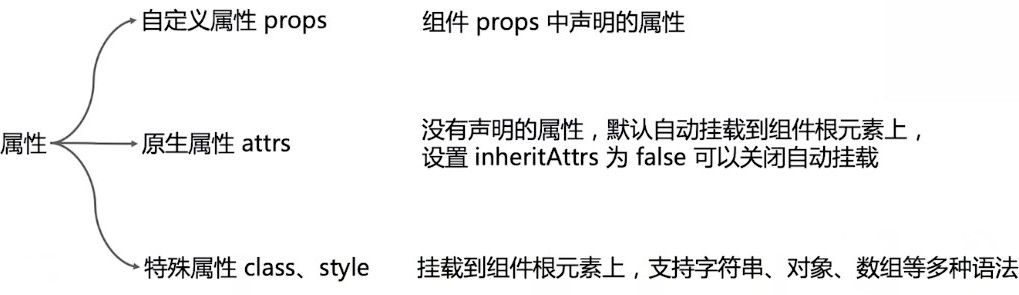 属性
自定义属性 props
组件 props 中声明的属性
原生属性 attrs
没有声明的属性，默认自动挂载到组件根元素上，
设置 inheritAttrs 为 false 可以关闭自动挂载
特殊属性 class、style
挂载到组件根元素上，支持字符串、对象、数组等多种语法